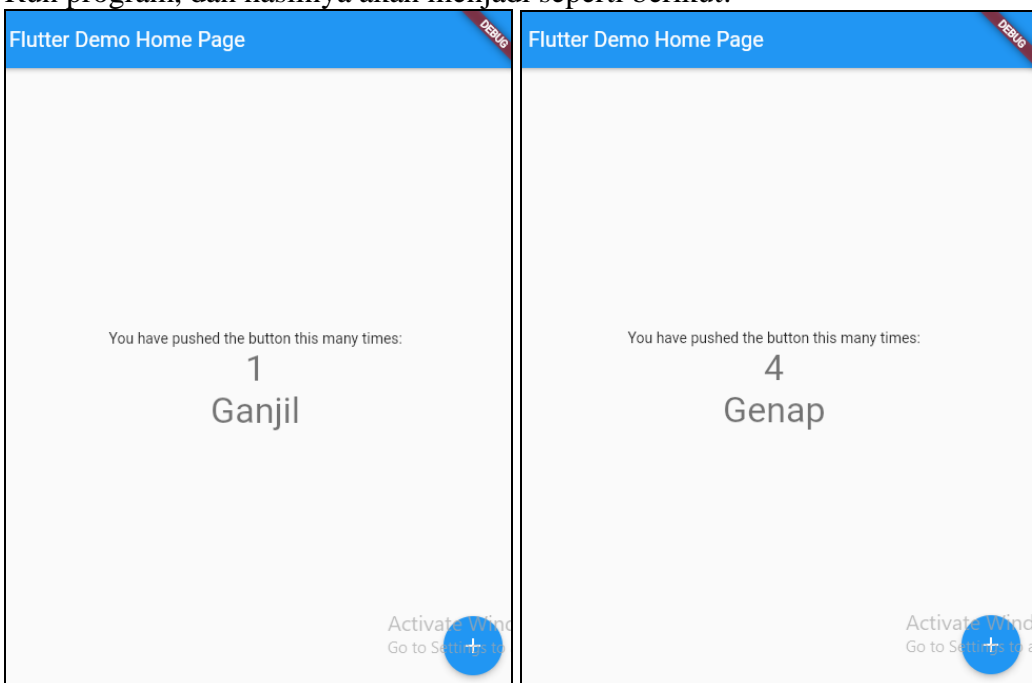 Run program, dan hasilnya akan menjadi seperti berikut:
Flutter Demo Home Page
DEBUG
You have pushed the button this many times:
1
Ganjil
Activate Wind
Go to Settings to
+
Flutter Demo Home Page
DEBUG
You have pushed the button this many times:
4
Genap
Activate Wind
Go to Settings to a
+